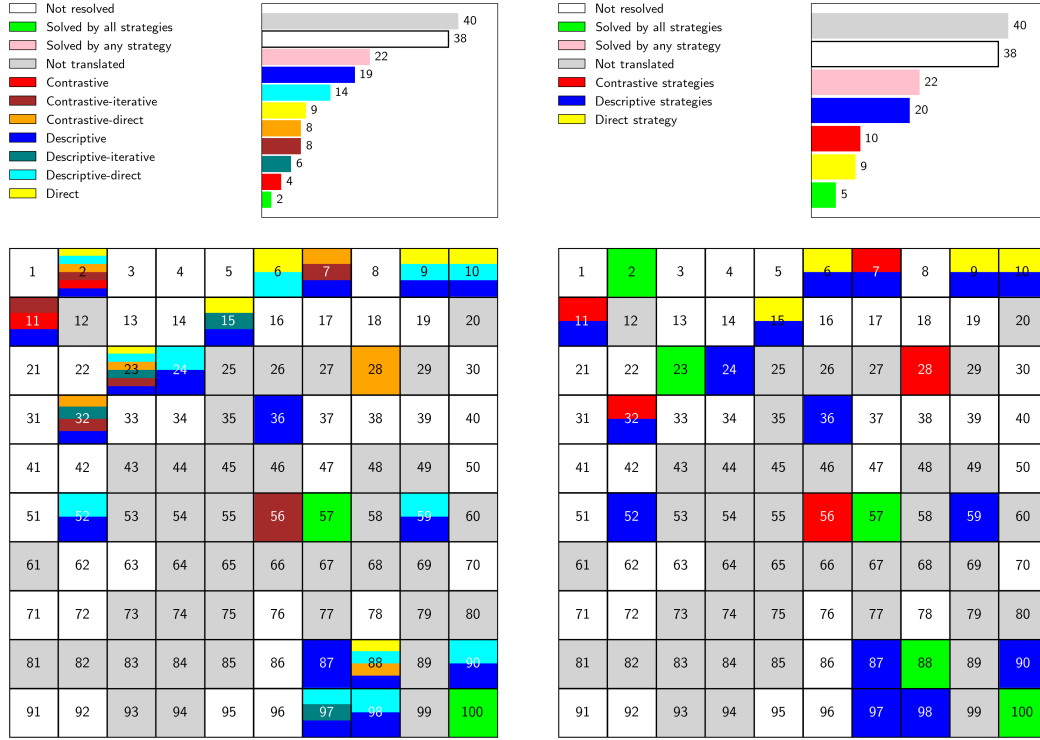 Not resolved
Solved by all strategies
Solved by any strategy
Not translated
Contrastive
Contrastive-iterative
Contrastive-direct
Descriptive
Descriptive-iterative
Descriptive-direct
Direct
40
38
22
19
14
9
8
8
6
4
2
Not resolved
Solved by all strategies
Solved by any strategy
Not translated
Contrastive strategies
Descriptive strategies
Direct strategy
40
38
22
20
10
9
5
1 2 3 4 5 6 7 8 9 10
11 12 13 14 15 16 17 18 19 20
21 22 23 24 25 26 27 28 29 30
31 32 33 34 35 36 37 38 39 40
41 42 43 44 45 46 47 48 49 50
51 52 53 54 55 56 57 58 59 60
61 62 63 64 65 66 67 68 69 70
71 72 73 74 75 76 77 78 79 80
81 82 83 84 85 86 87 88 89 90
91 92 93 94 95 96 97 98 99 100
1 2 3 4 5 6 7 8 9 10
11 12 13 14 15 16 17 18 19 20
21 22 23 24 25 26 27 28 29 30
31 32 33 34 35 36 37 38 39 40
41 42 43 44 45 46 47 48 49 50
51 52 53 54 55 56 57 58 59 60
61 62 63 64 65 66 67 68 69 70
71 72 73 74 75 76 77 78 79 80
81 82 83 84 85 86 87 88 89 90
91 92 93 94 95 96 97 98 99 100